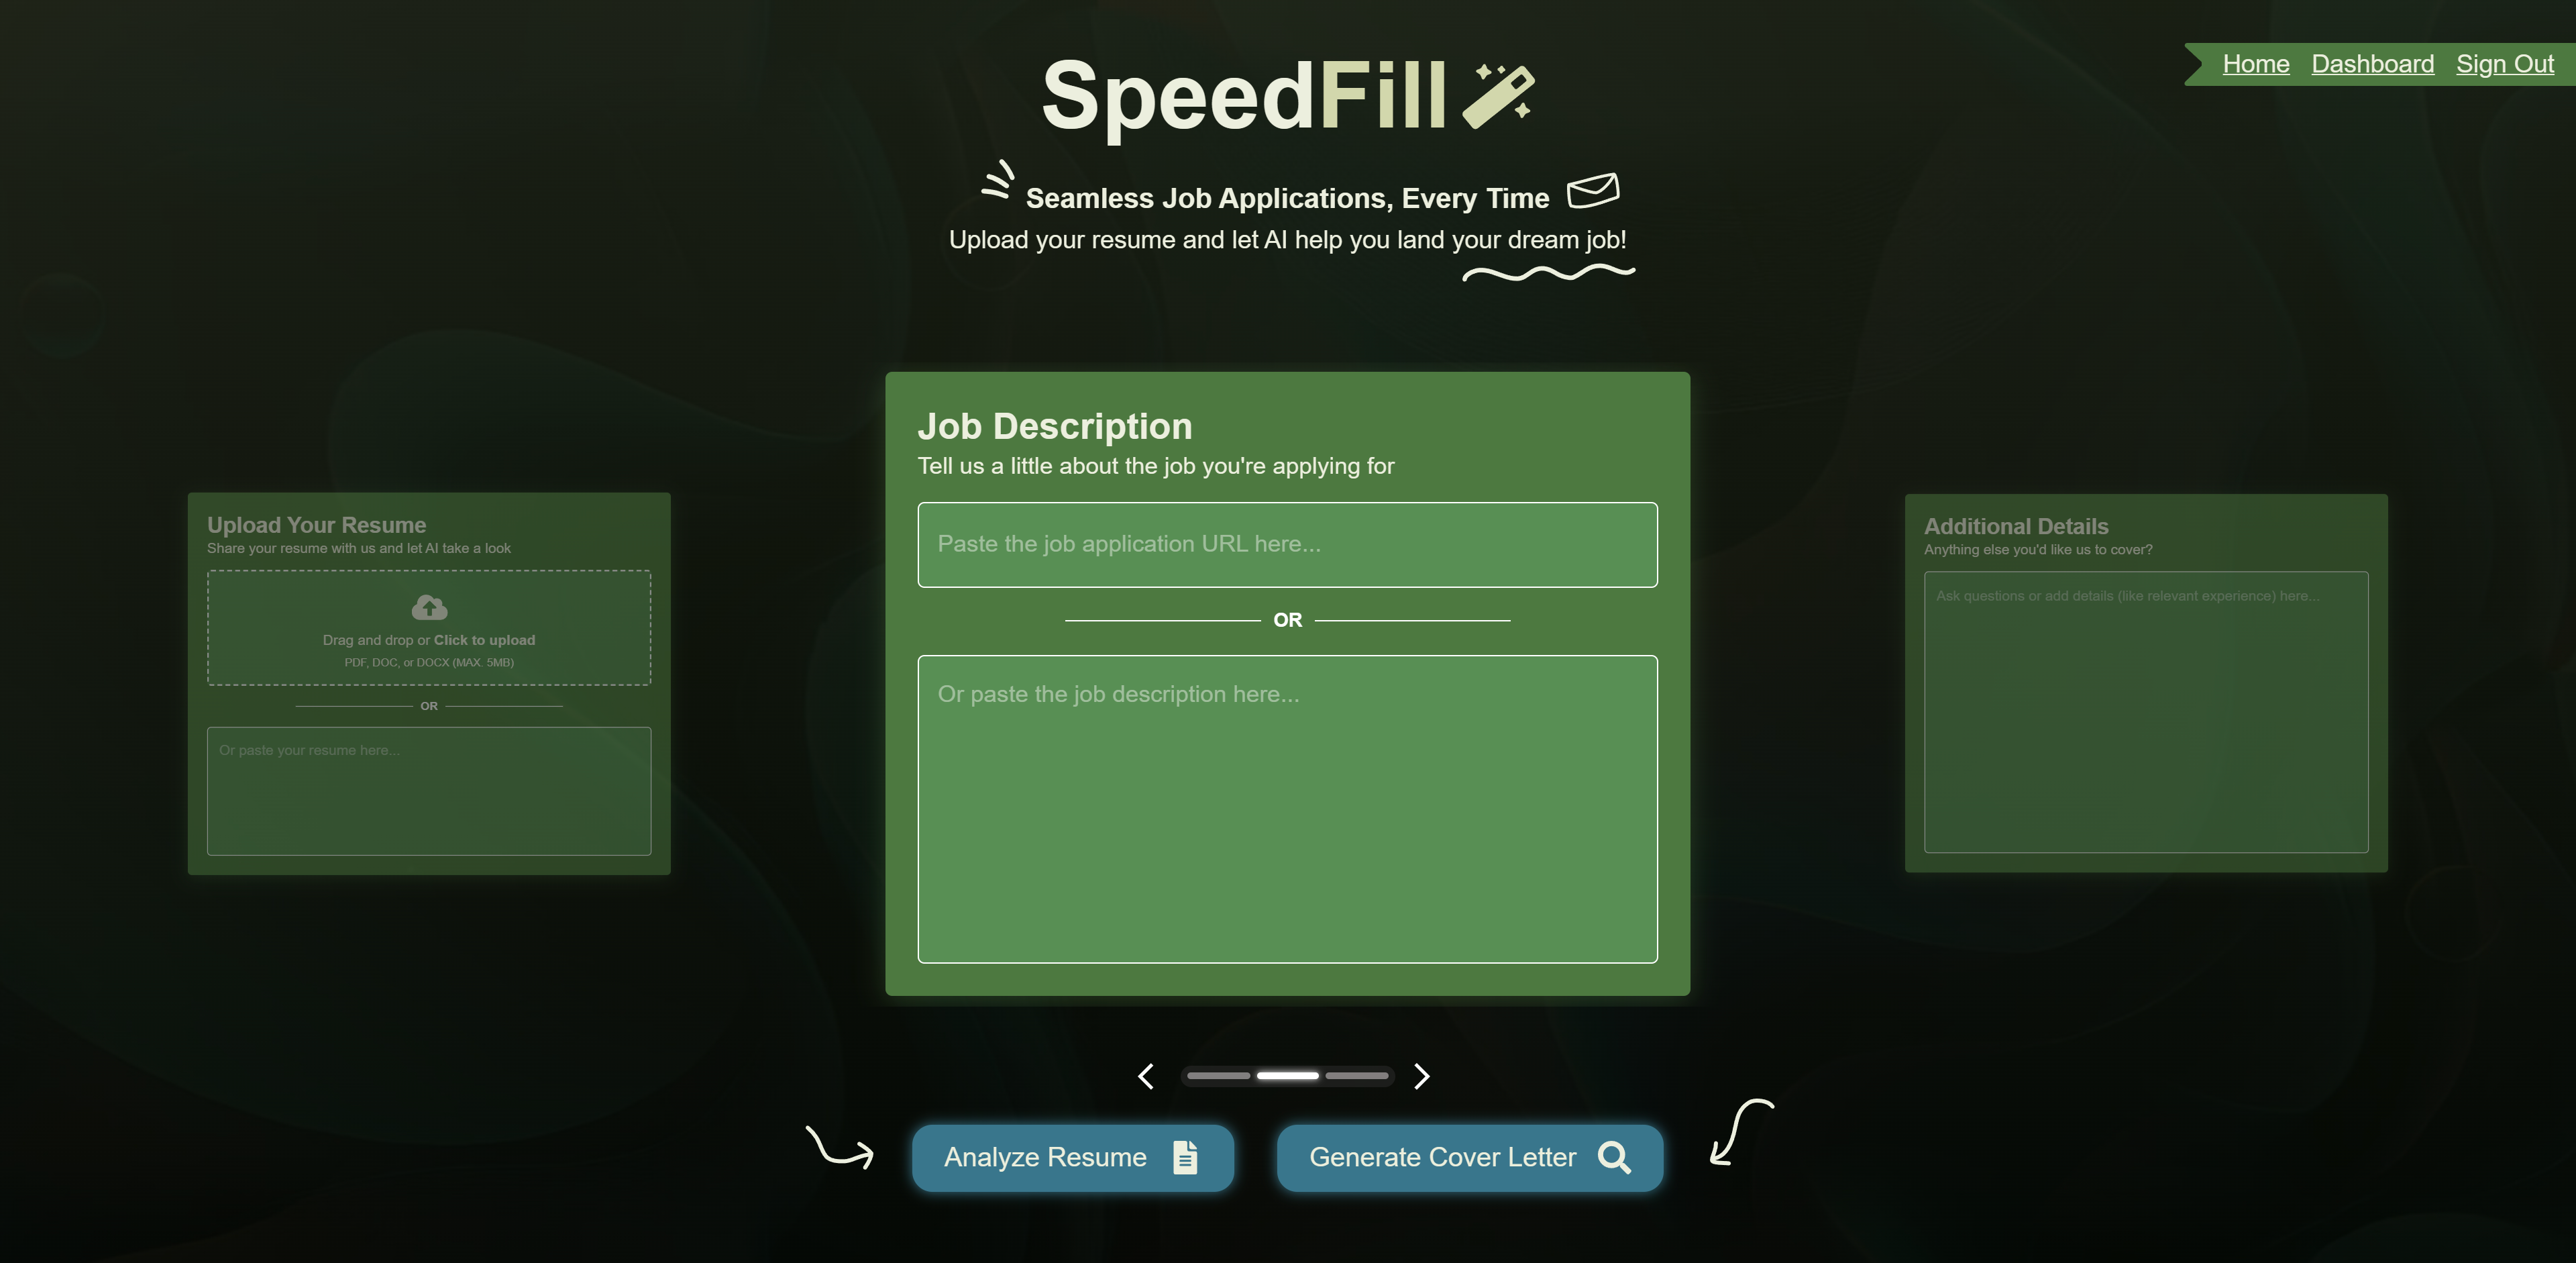 SpeedFill
Home Dashboard Sign Out
Seamless Job Applications, Every Time
Upload your resume and let AI help you land your dream job!
Upload Your Resume
Share your resume with us and let AI take a look
Drag and drop or Click to upload
PDF, DOC, or DOCX (MAX. 5MB)
OR
Or paste your resume here...
Job Description
Tell us a little about the job you're applying for
Paste the job application URL here...
OR
Or paste the job description here...
Additional Details
Anything else you'd like us to cover?
Ask questions or add details (like relevant experience) here...
Analyze Resume
Generate Cover Letter